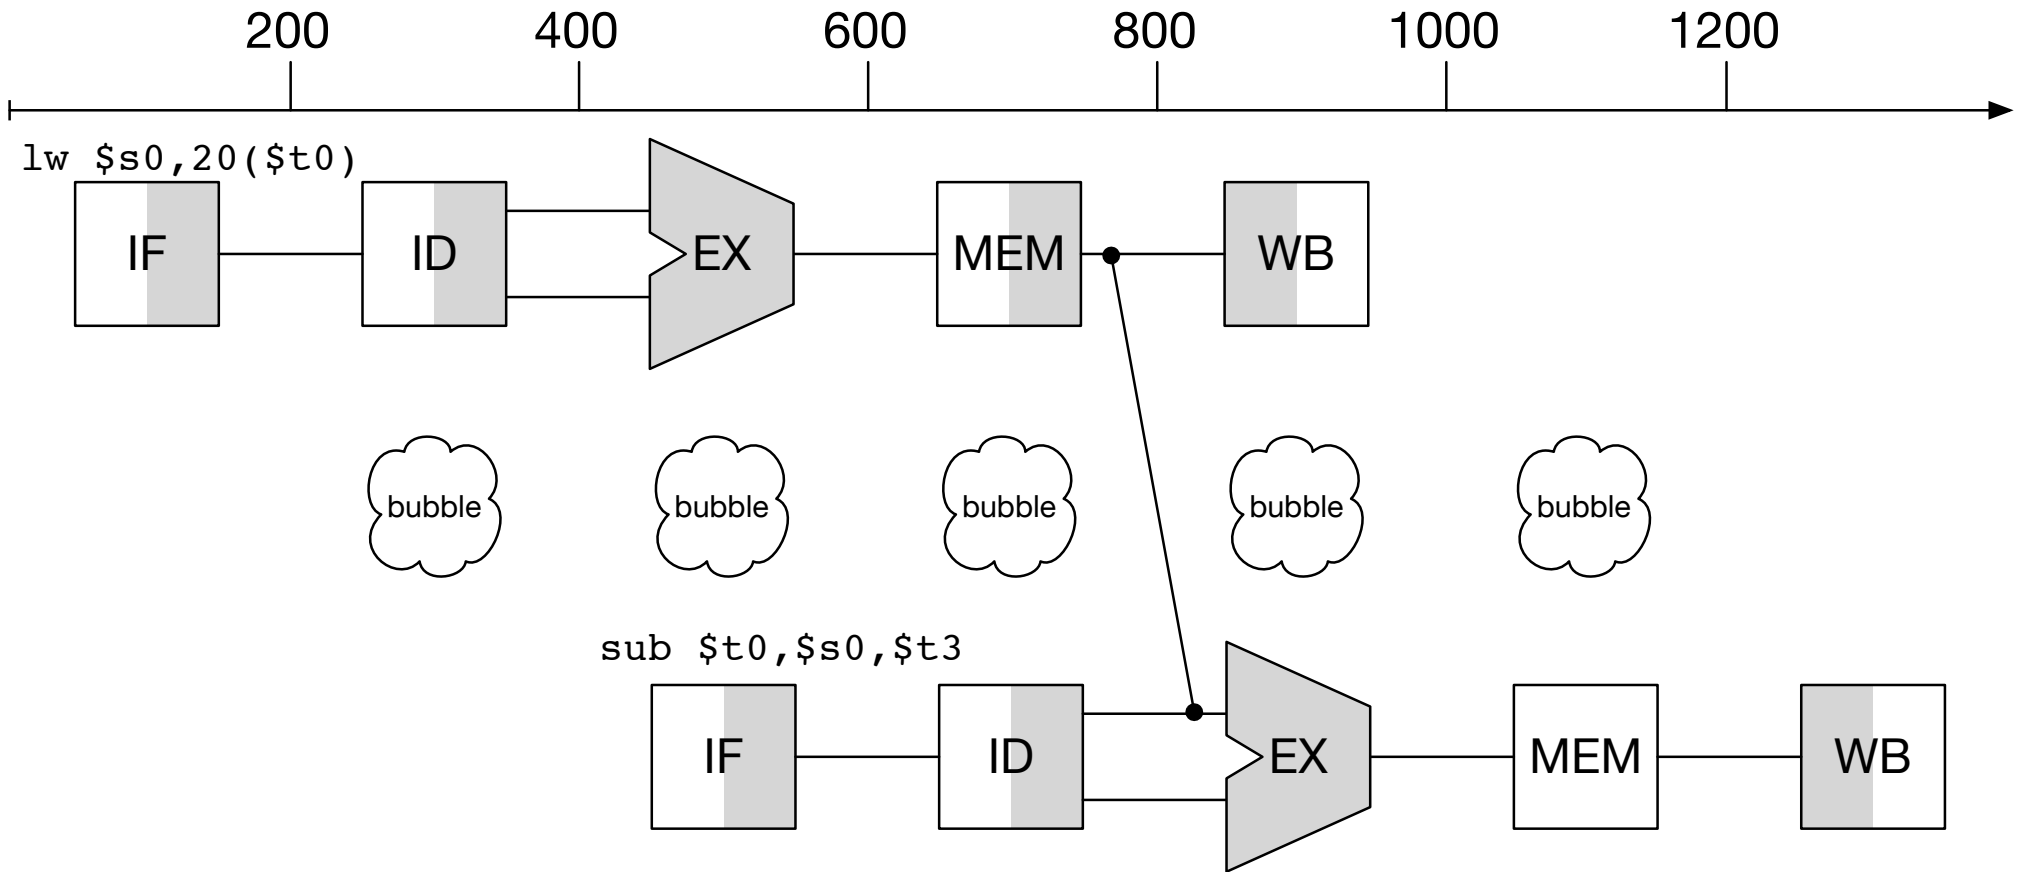 200 400 600 800 1000 1200
lw $s0,20($t0)
IF ID EX MEM WB
bubble bubble bubble bubble bubble
sub $t0,$s0,$t3
IF ID EX MEM WB